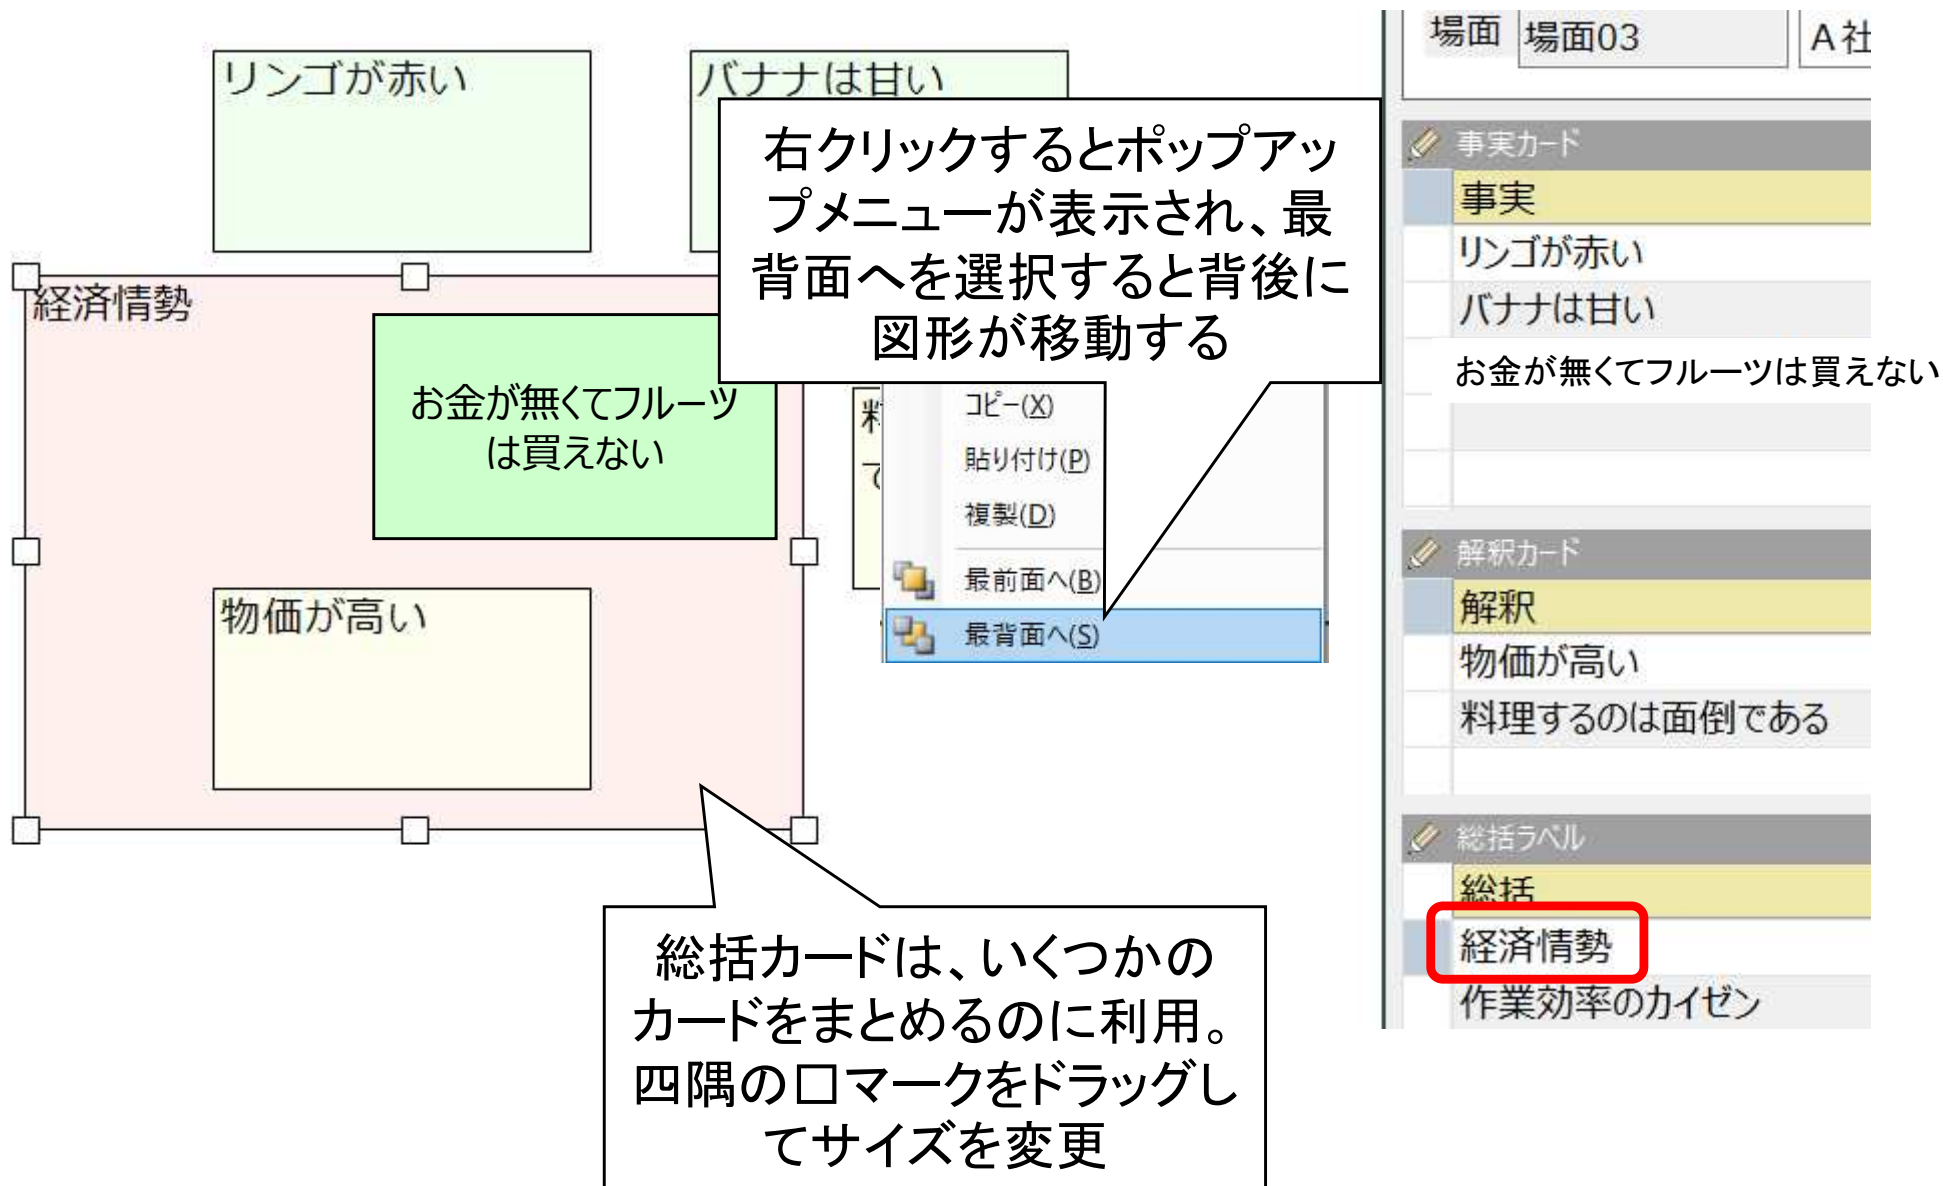 リンゴが赤い
バナナは甘い
右クリックするとポップアッ
プメニューが表示され、最
背面へを選択すると背後に
図形が移動する
経済情勢
お金が無くてフルーツ
は買えない
物価が高い
料
て
コピー(X)
貼り付け(P)
複製(D)
最前面へ(B)
最背面へ(S)
総括カードは、いくつかの
カードをまとめるのに利用。
四隅の□マークをドラッグし
てサイズを変更
場面 場面03 A社
事実カード
事実
リンゴが赤い
バナナは甘い
お金が無くてフルーツは買えない
解釈カード
解釈
物価が高い
料理するのは面倒である
総括ラベル
総括
経済情勢
作業効率のカイゼン